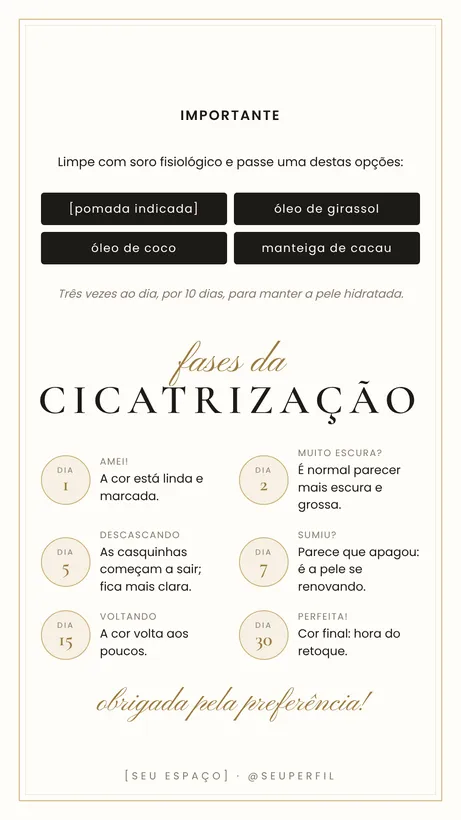 IMPORTANTE
Limpe com soro fisiológico e passe uma destas opções:
[pomada indicada]
óleo de girassol
óleo de coco
manteiga de cacau
Três vezes ao dia, por 10 dias, para manter a pele hidratada.
fases da
CICATRIZAÇÃO
DIA
1
AMEI!
A cor está linda e
marcada.
DIA
2
MUITO ESCURA?
É normal parecer
mais escura e
grossa.
DIA
5
DESCASCANDO
As casquinhas
começam a sair;
fica mais clara.
DIA
7
SUMIU?
Parece que apagou:
é a pele se
renovando.
DIA
15
VOLTANDO
A cor volta aos
poucos.
DIA
30
PERFEITA!
Cor final: hora do
retoque.
obrigada pela preferência!
[SEU ESPAÇO] · @SEUPERFIL